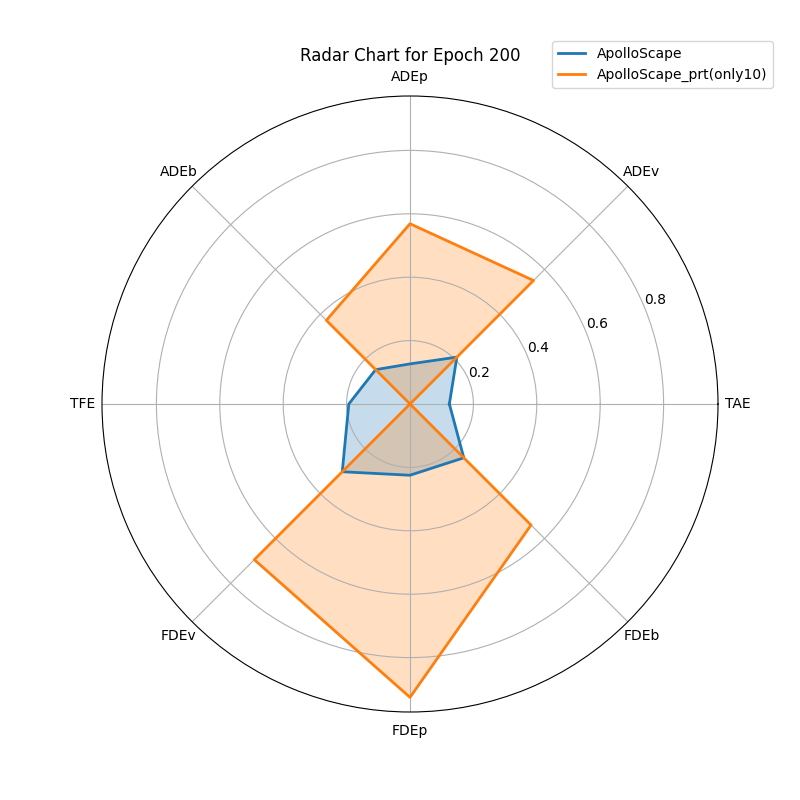 Radar Chart for Epoch 200
ApolloScape
ApolloScape_prt(only10)
ADEp
ADEb
ADEv
0.8
0.6
0.4
0.2
TFE
TAE
FDEv
FDEb
FDEp